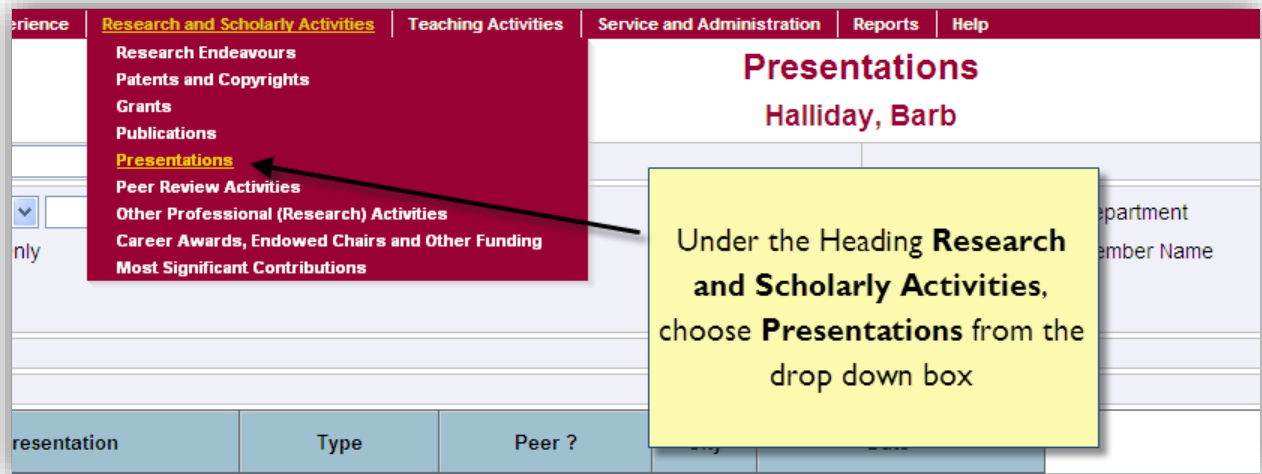 erience Research and Scholarly Activities Teaching Activities Service and Administration Reports Help
Research Endeavours
Patents and Copyrights
Grants
Publications
Presentations
Peer Review Activities
Other Professional (Research) Activities
Career Awards, Endowed Chairs and Other Funding
Most Significant Contributions
Presentations
Halliday, Barb
nly
epartment
ember Name
Under the Heading Research
and Scholarly Activities,
choose Presentations from the
drop down box
resentation Type Peer ?